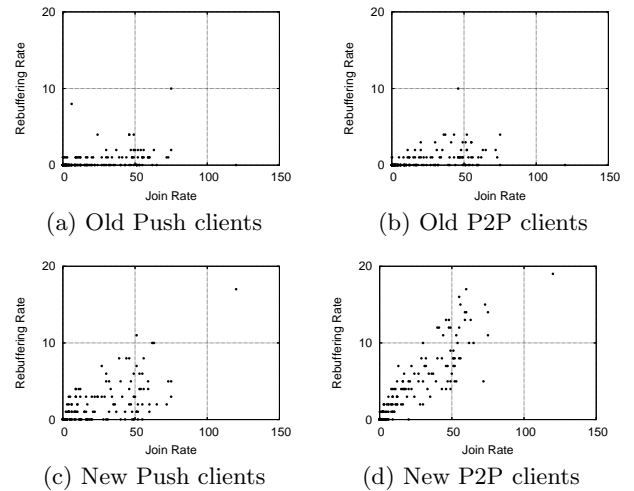 20
20
Rebuffering Rate
10
Rebuffering Rate
10
0
0
0 50 100 150
0 50 100 150
Join Rate
Join Rate
(a) Old Push clients
(b) Old P2P clients
20
20
Rebuffering Rate
10
Rebuffering Rate
10
0
0
0 50 100 150
0 50 100 150
Join Rate
Join Rate
(c) New Push clients
(d) New P2P clients